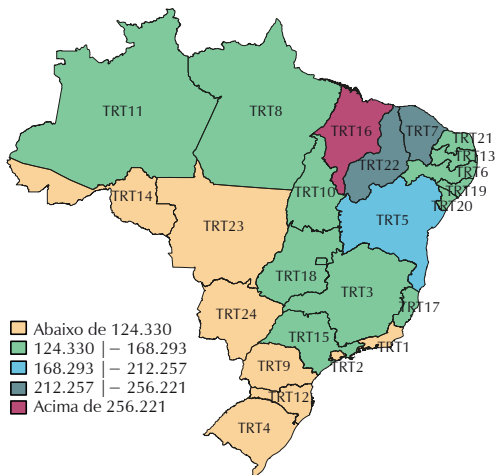 TRT11
TRT8
TRT16
TRT7
TRT21
TRT13
TRT22
TRT6
TRT14
TRT10
TRT19
TRT20
TRT5
TRT23
TRT18
TRT3
TRT17
TRT24
TRT15
TRT1
TRT9
TRT2
TRT12
TRT4
Abaixo de 124.330
124.330 |− 168.293
168.293 |− 212.257
212.257 |− 256.221
Acima de 256.221